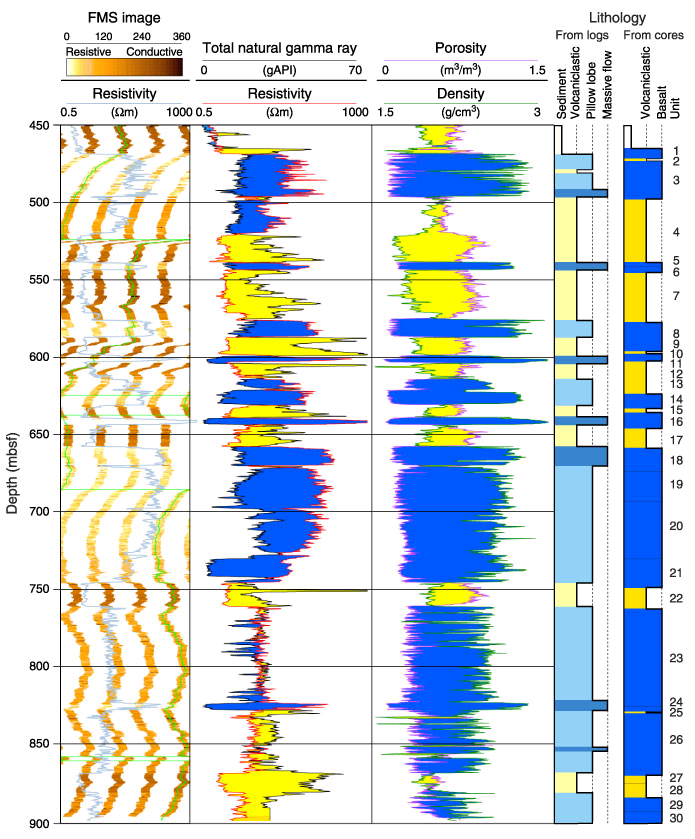 FMS image
0 120 240 360
Resistive Conductive
Resistivity
0.5 (Ωm) 1000
Total natural gamma ray
0 (gAPI) 70
Resistivity
0.5 (Ωm) 1000
Porosity
0 (m³/m³) 1.5
Density
1.5 (g/cm³) 3
Lithology
From logs From cores
Sediment
Volcaniclastic
Pillow lobe
Massive flow
Volcaniclastic
Basalt
Unit
Depth (mbsf)
450
500
550
600
650
700
750
800
850
900
1
2
3
4
5
6
7
8
9
10
11
12
13
14
15
16
17
18
19
20
21
22
23
24
25
26
27
28
29
30